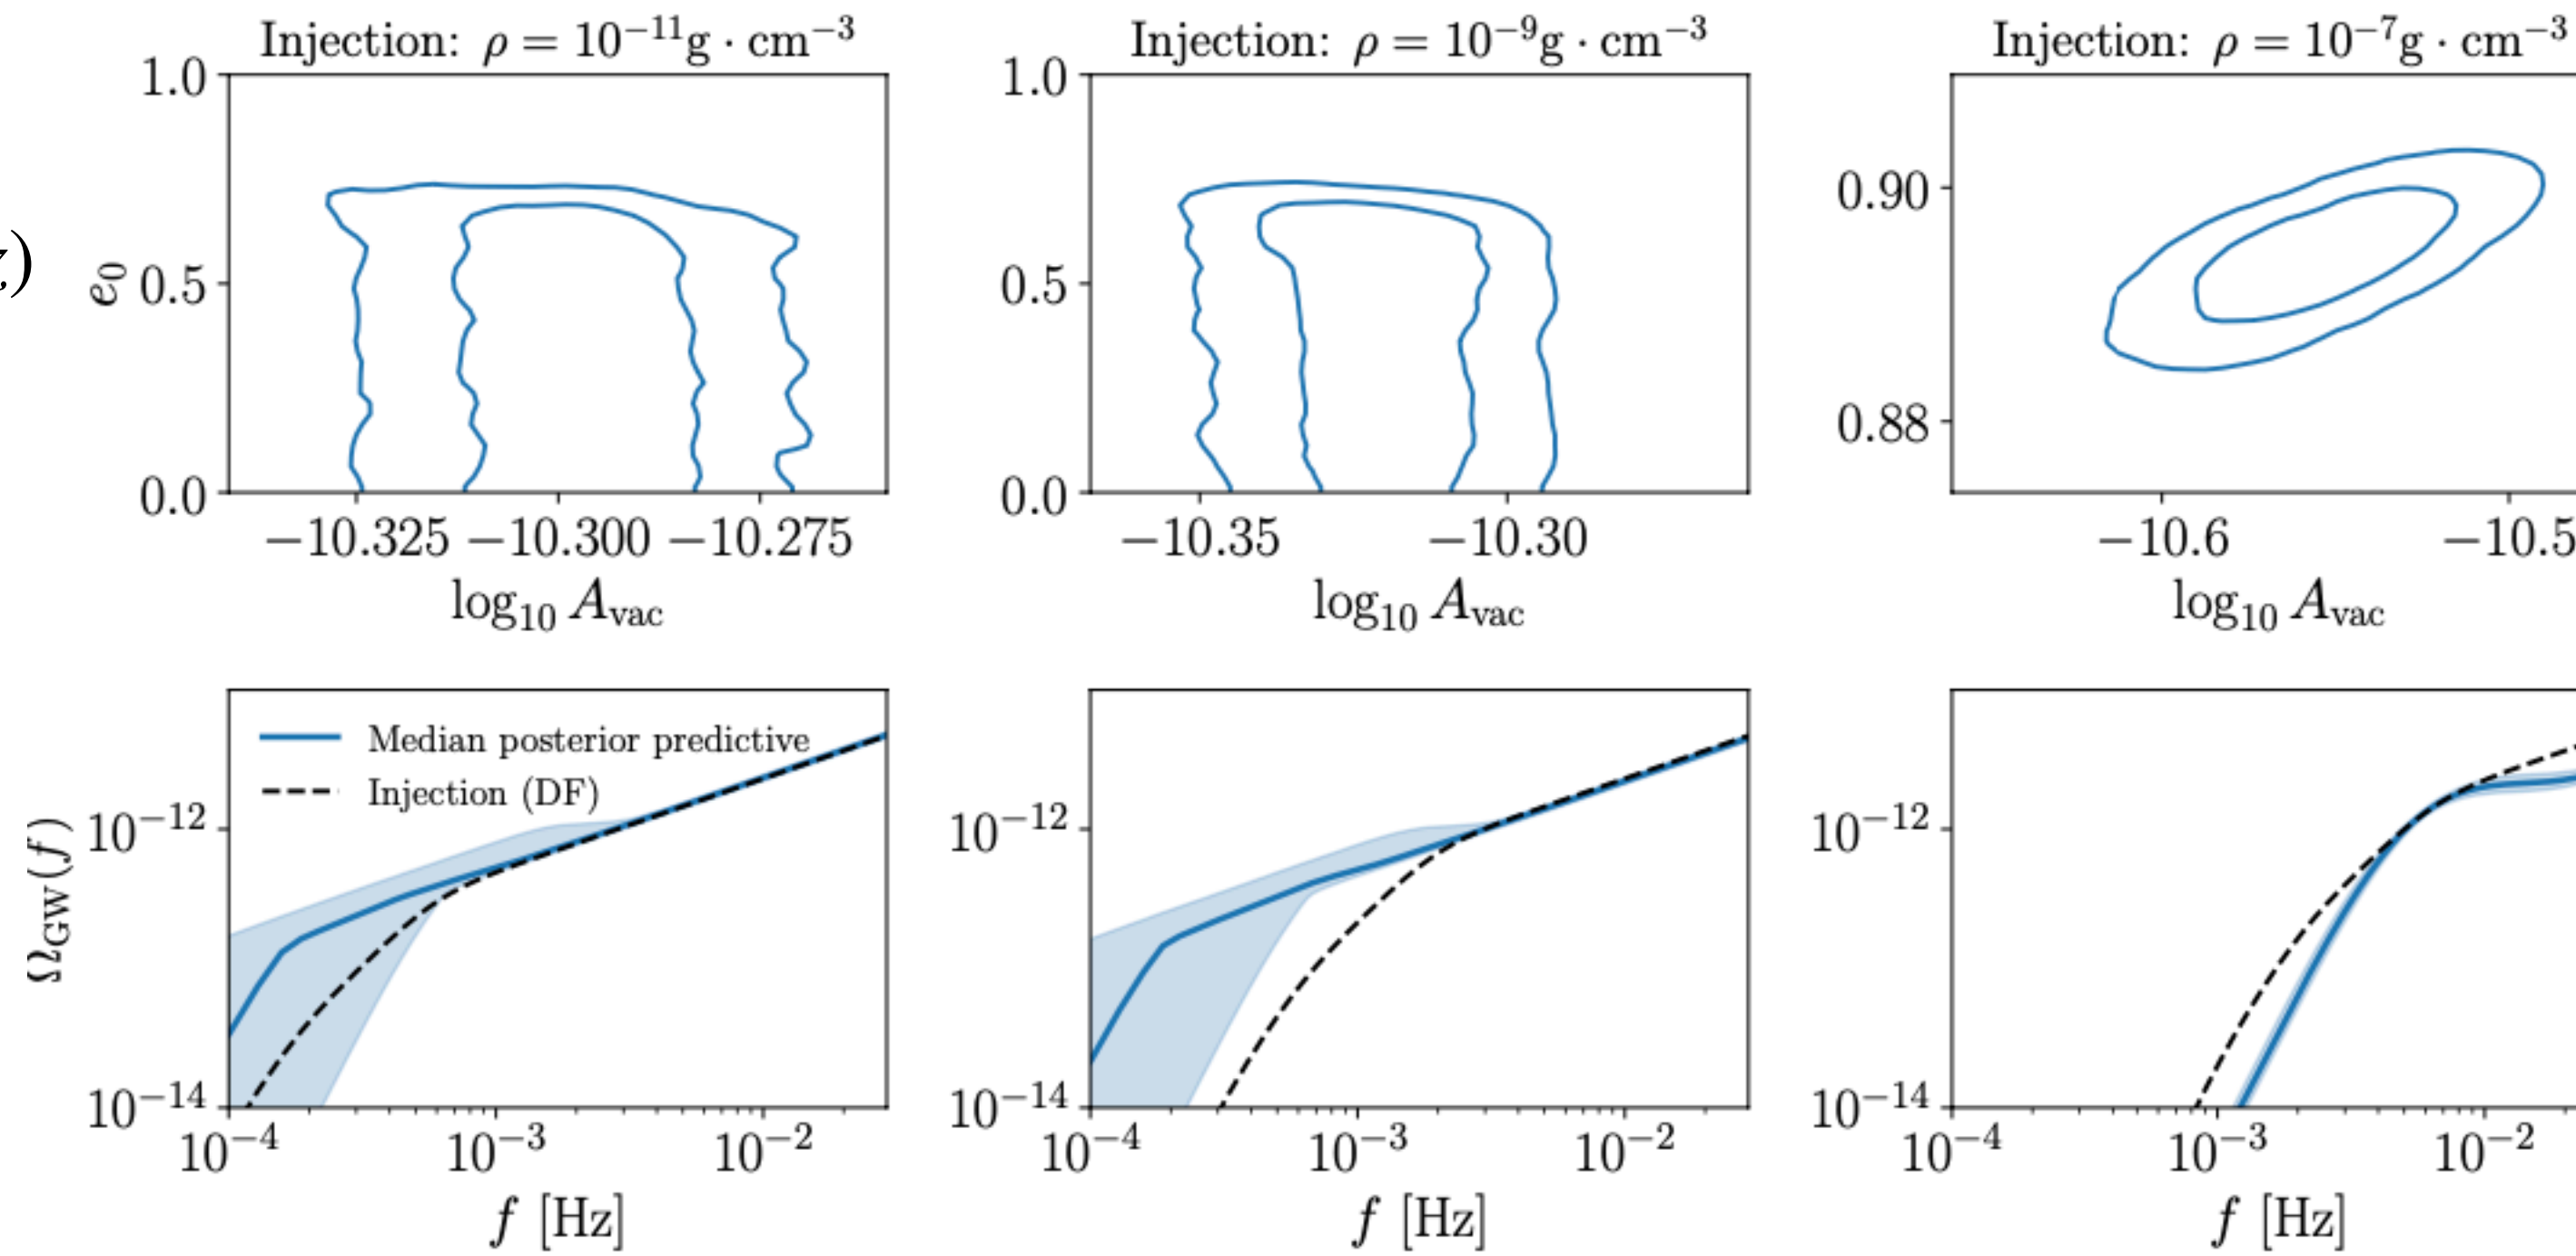 Injection: ρ = 10⁻¹¹g · cm⁻³
1.0
0.5
0.0
e₀
−10.325 −10.300 −10.275
log₁₀ A_vac
Injection: ρ = 10⁻⁹g · cm⁻³
1.0
0.5
0.0
−10.35 −10.30
log₁₀ A_vac
Injection: ρ = 10⁻⁷g · cm⁻³
0.90
0.88
−10.6 −10.5
log₁₀ A_vac
Median posterior predictive
Injection (DF)
Ω_GW(f)
10⁻¹²
10⁻¹⁴
10⁻⁴ 10⁻³ 10⁻²
f [Hz]
10⁻¹²
10⁻¹⁴
10⁻⁴ 10⁻³ 10⁻²
f [Hz]
10⁻¹²
10⁻¹⁴
10⁻⁴ 10⁻³ 10⁻²
f [Hz]